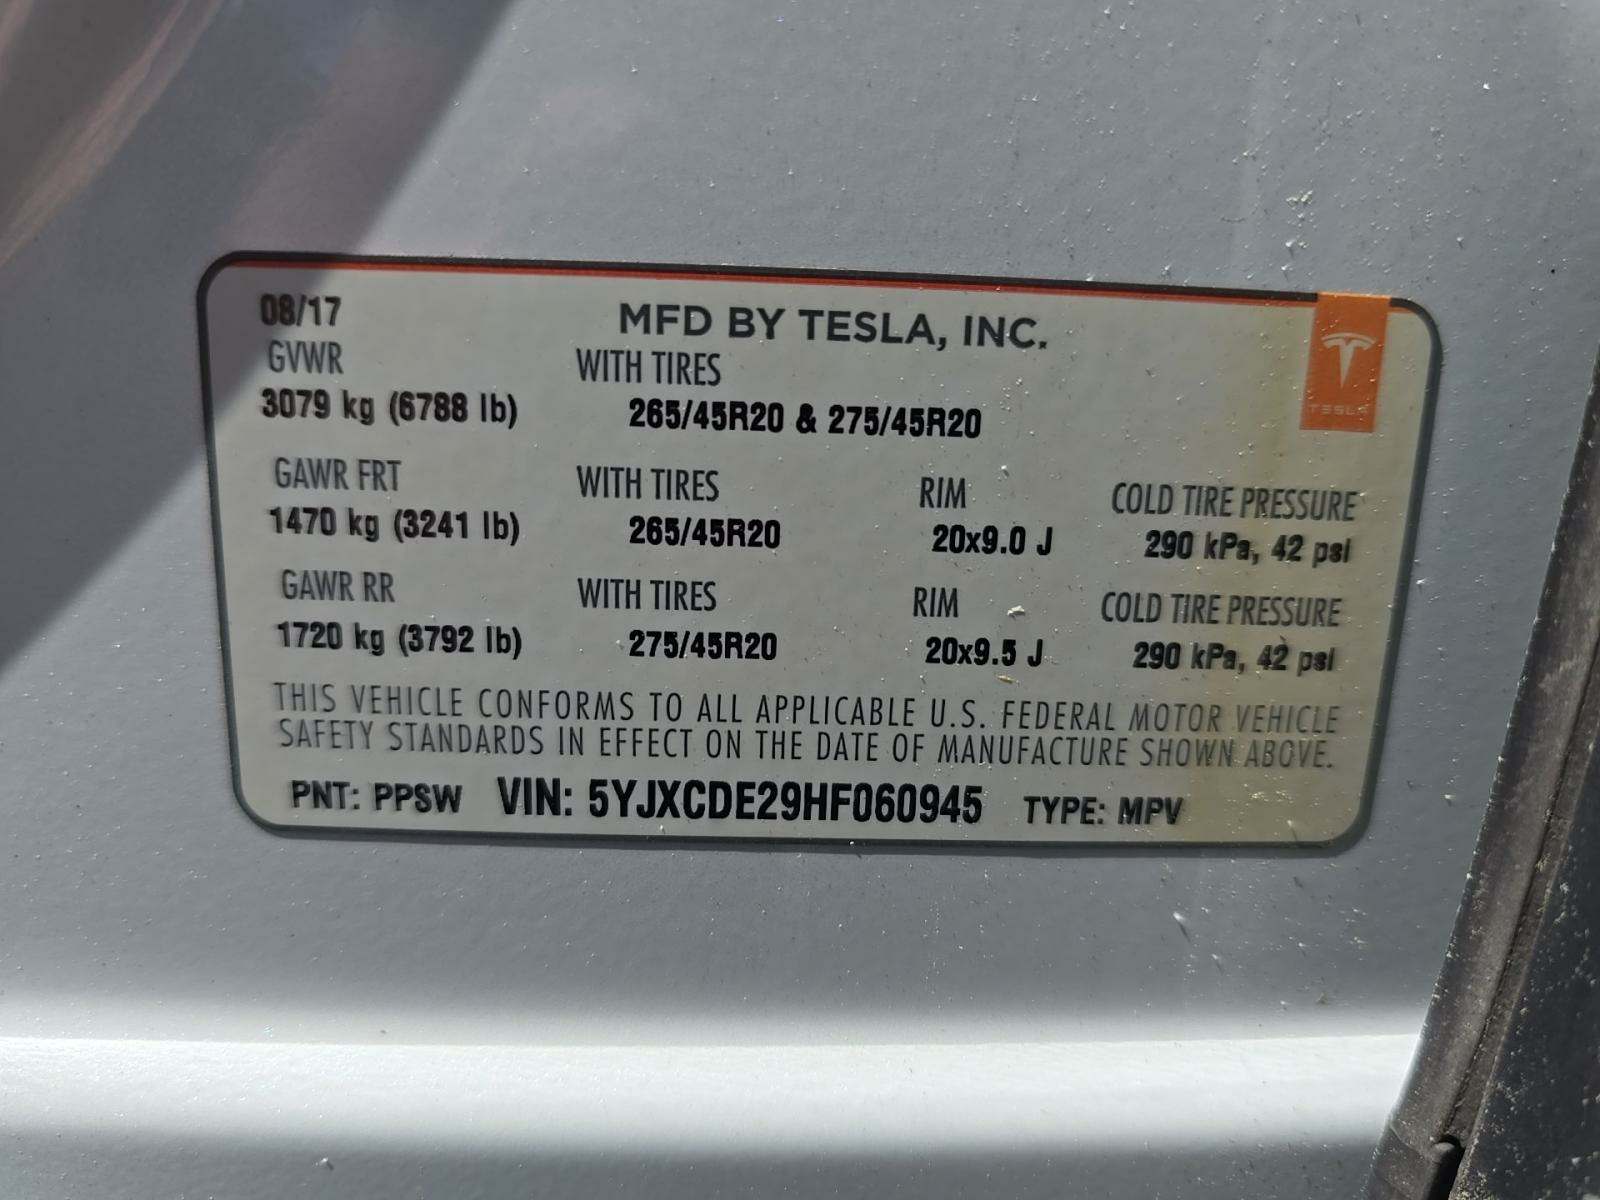 08/17 MFD BY TESLA, INC.
GVWR WITH TIRES
3079 kg (6788 lb) 265/45R20 & 275/45R20
TESLA
GAWR FRT WITH TIRES RIM COLD TIRE PRESSURE
1470 kg (3241 lb) 265/45R20 20x9.0 J 290 kPa, 42 psi
GAWR RR WITH TIRES RIM COLD TIRE PRESSURE
1720 kg (3792 lb) 275/45R20 20x9.5 J 290 kPa, 42 psi
THIS VEHICLE CONFORMS TO ALL APPLICABLE U.S. FEDERAL MOTOR VEHICLE
SAFETY STANDARDS IN EFFECT ON THE DATE OF MANUFACTURE SHOWN ABOVE.
PNT: PPSW VIN: 5YJXCDE29HF060945 TYPE: MPV